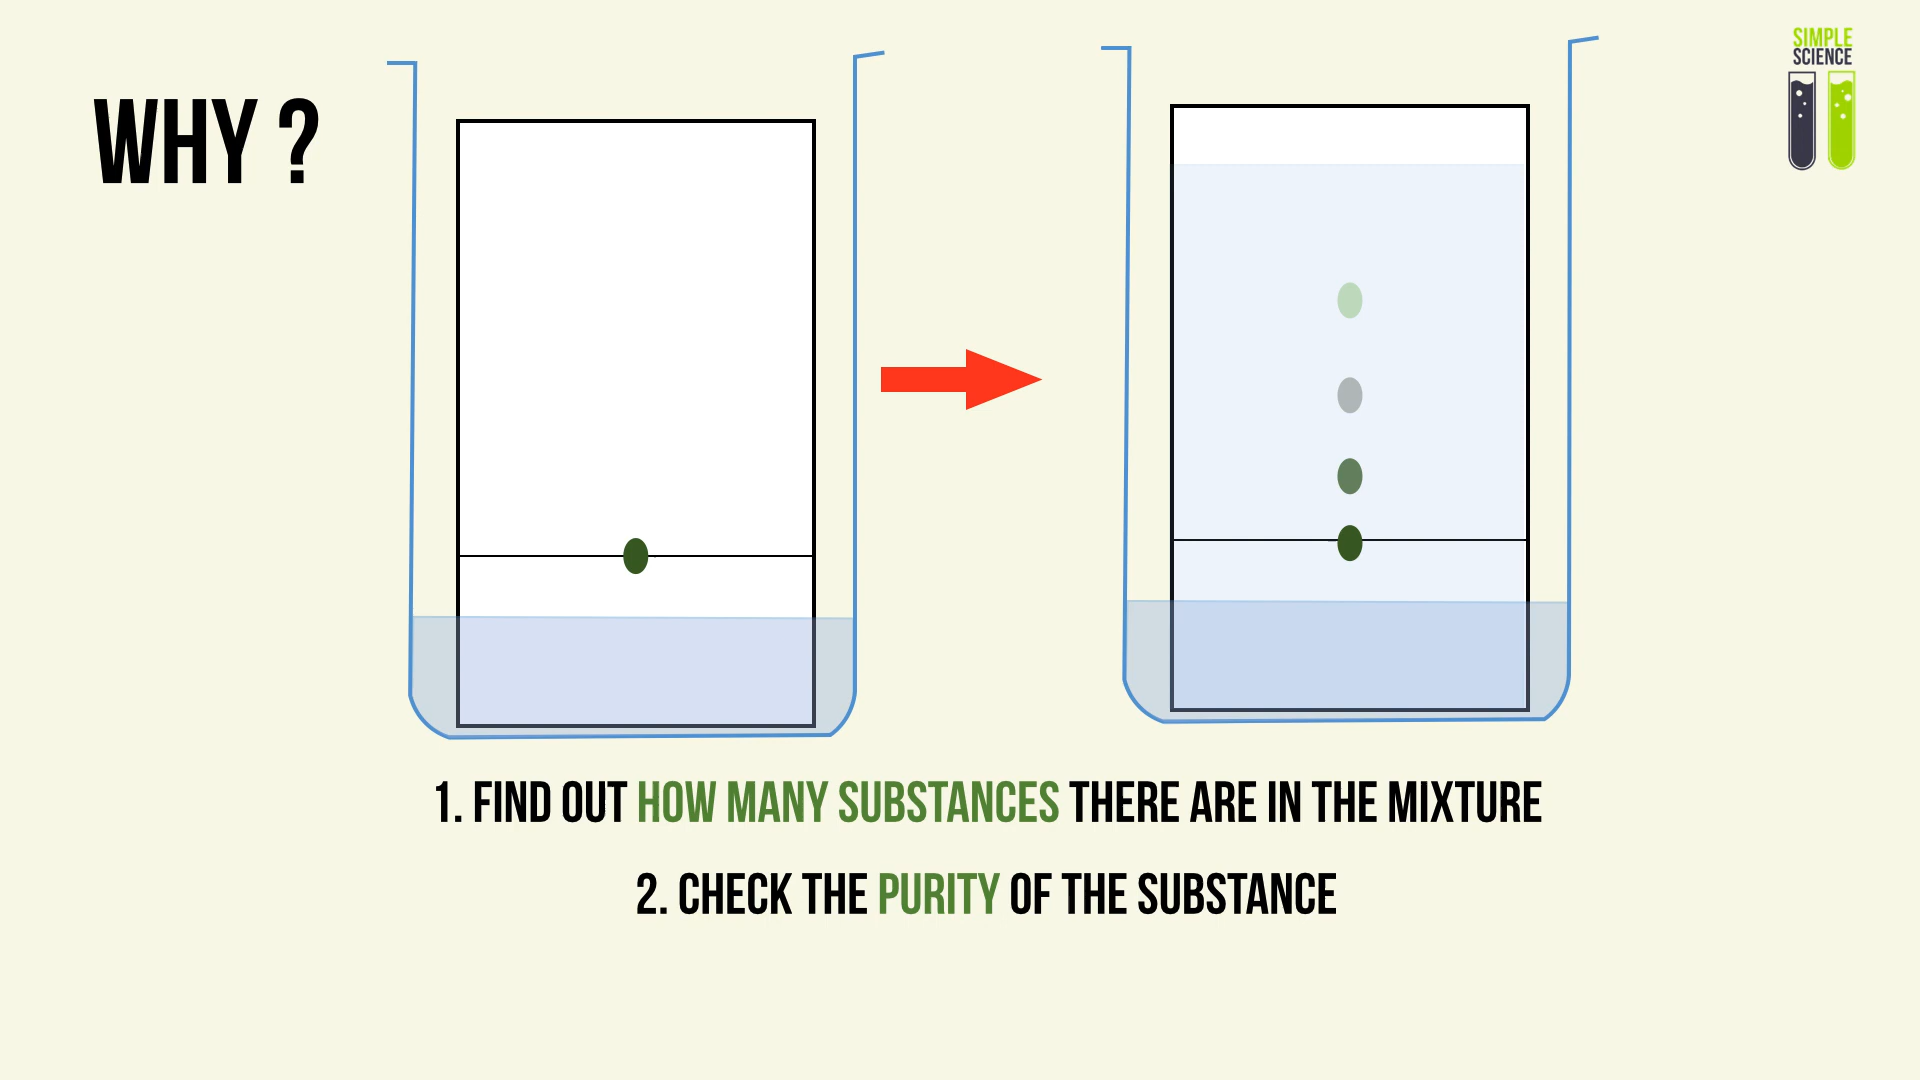 WHY ?
SIMPLE
SCIENCE
1. FIND OUT HOW MANY SUBSTANCES THERE ARE IN THE MIXTURE
2. CHECK THE PURITY OF THE SUBSTANCE